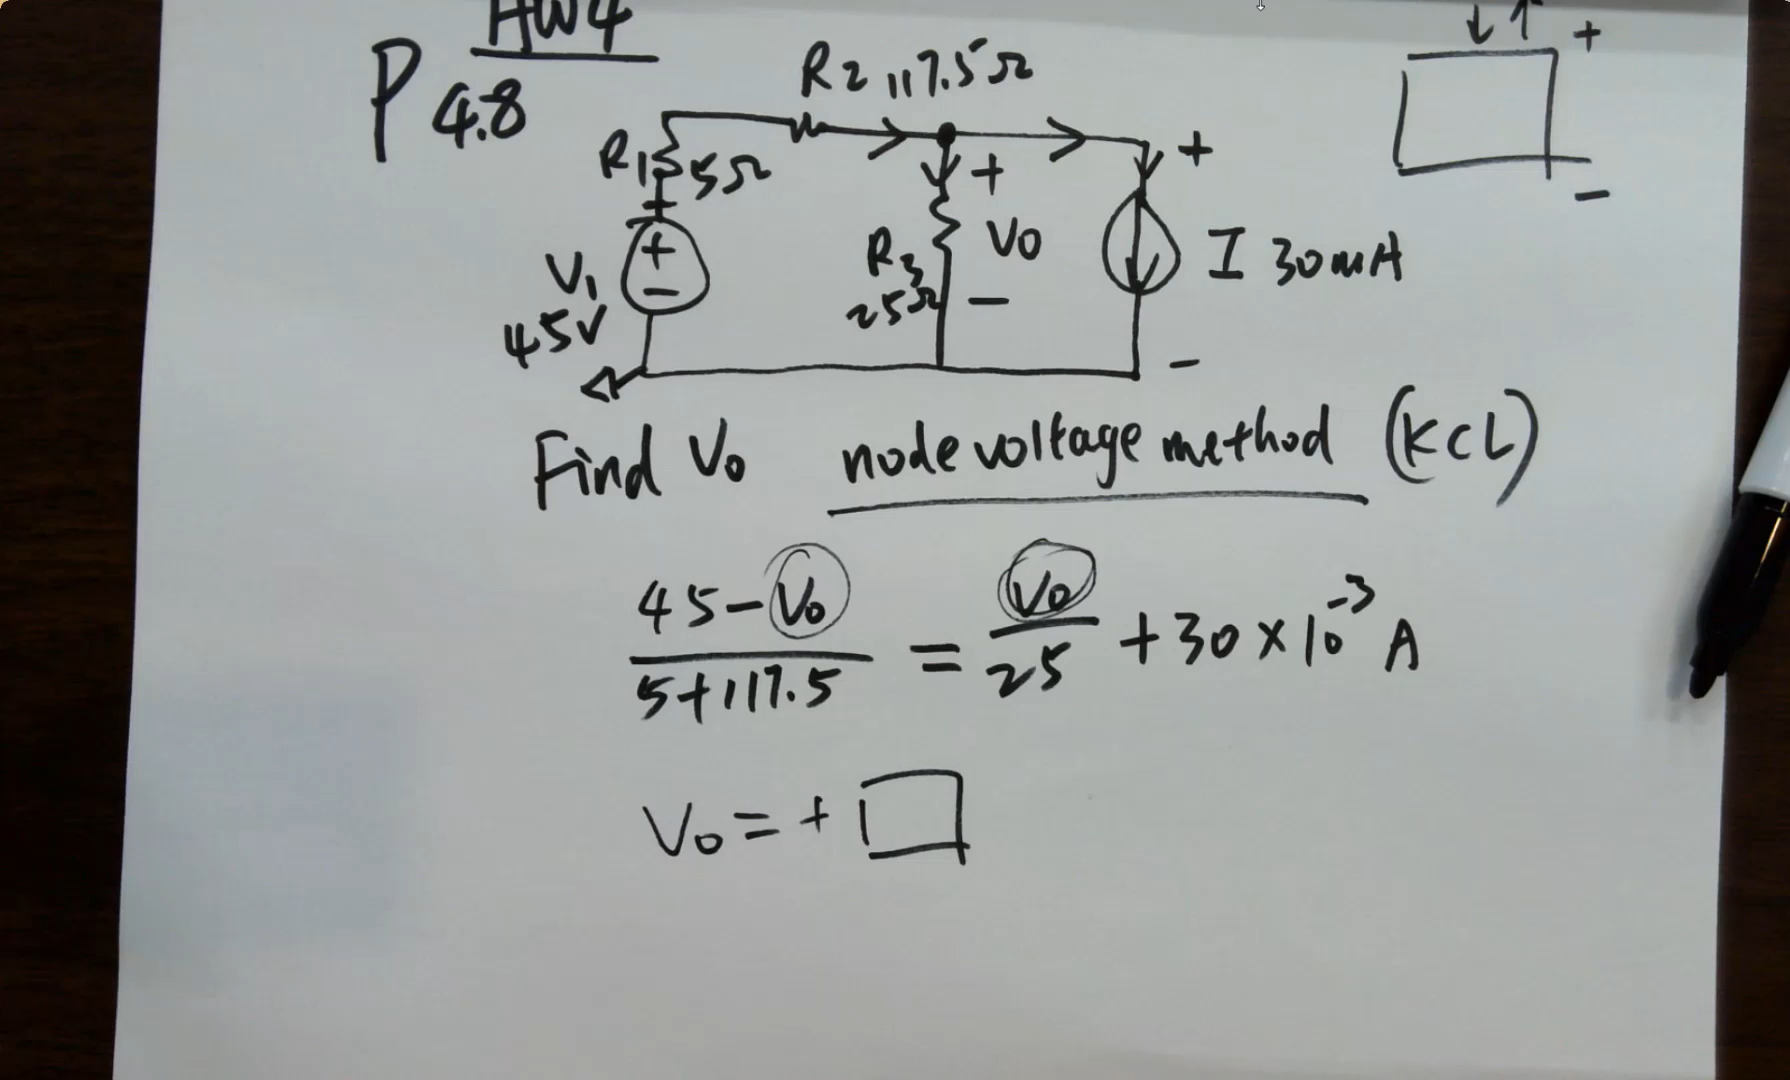 HW4
P 4.8
R2 117.5Ω
R1 5Ω
+
V1
45V
+
−
R3
25Ω
+
V0
−
+
I 30mA
−
+
−
Find V0 node voltage method (KCL)
45-V0 / 5+117.5 = V0 / 25 + 30 × 10^-3 A
V0 = + □